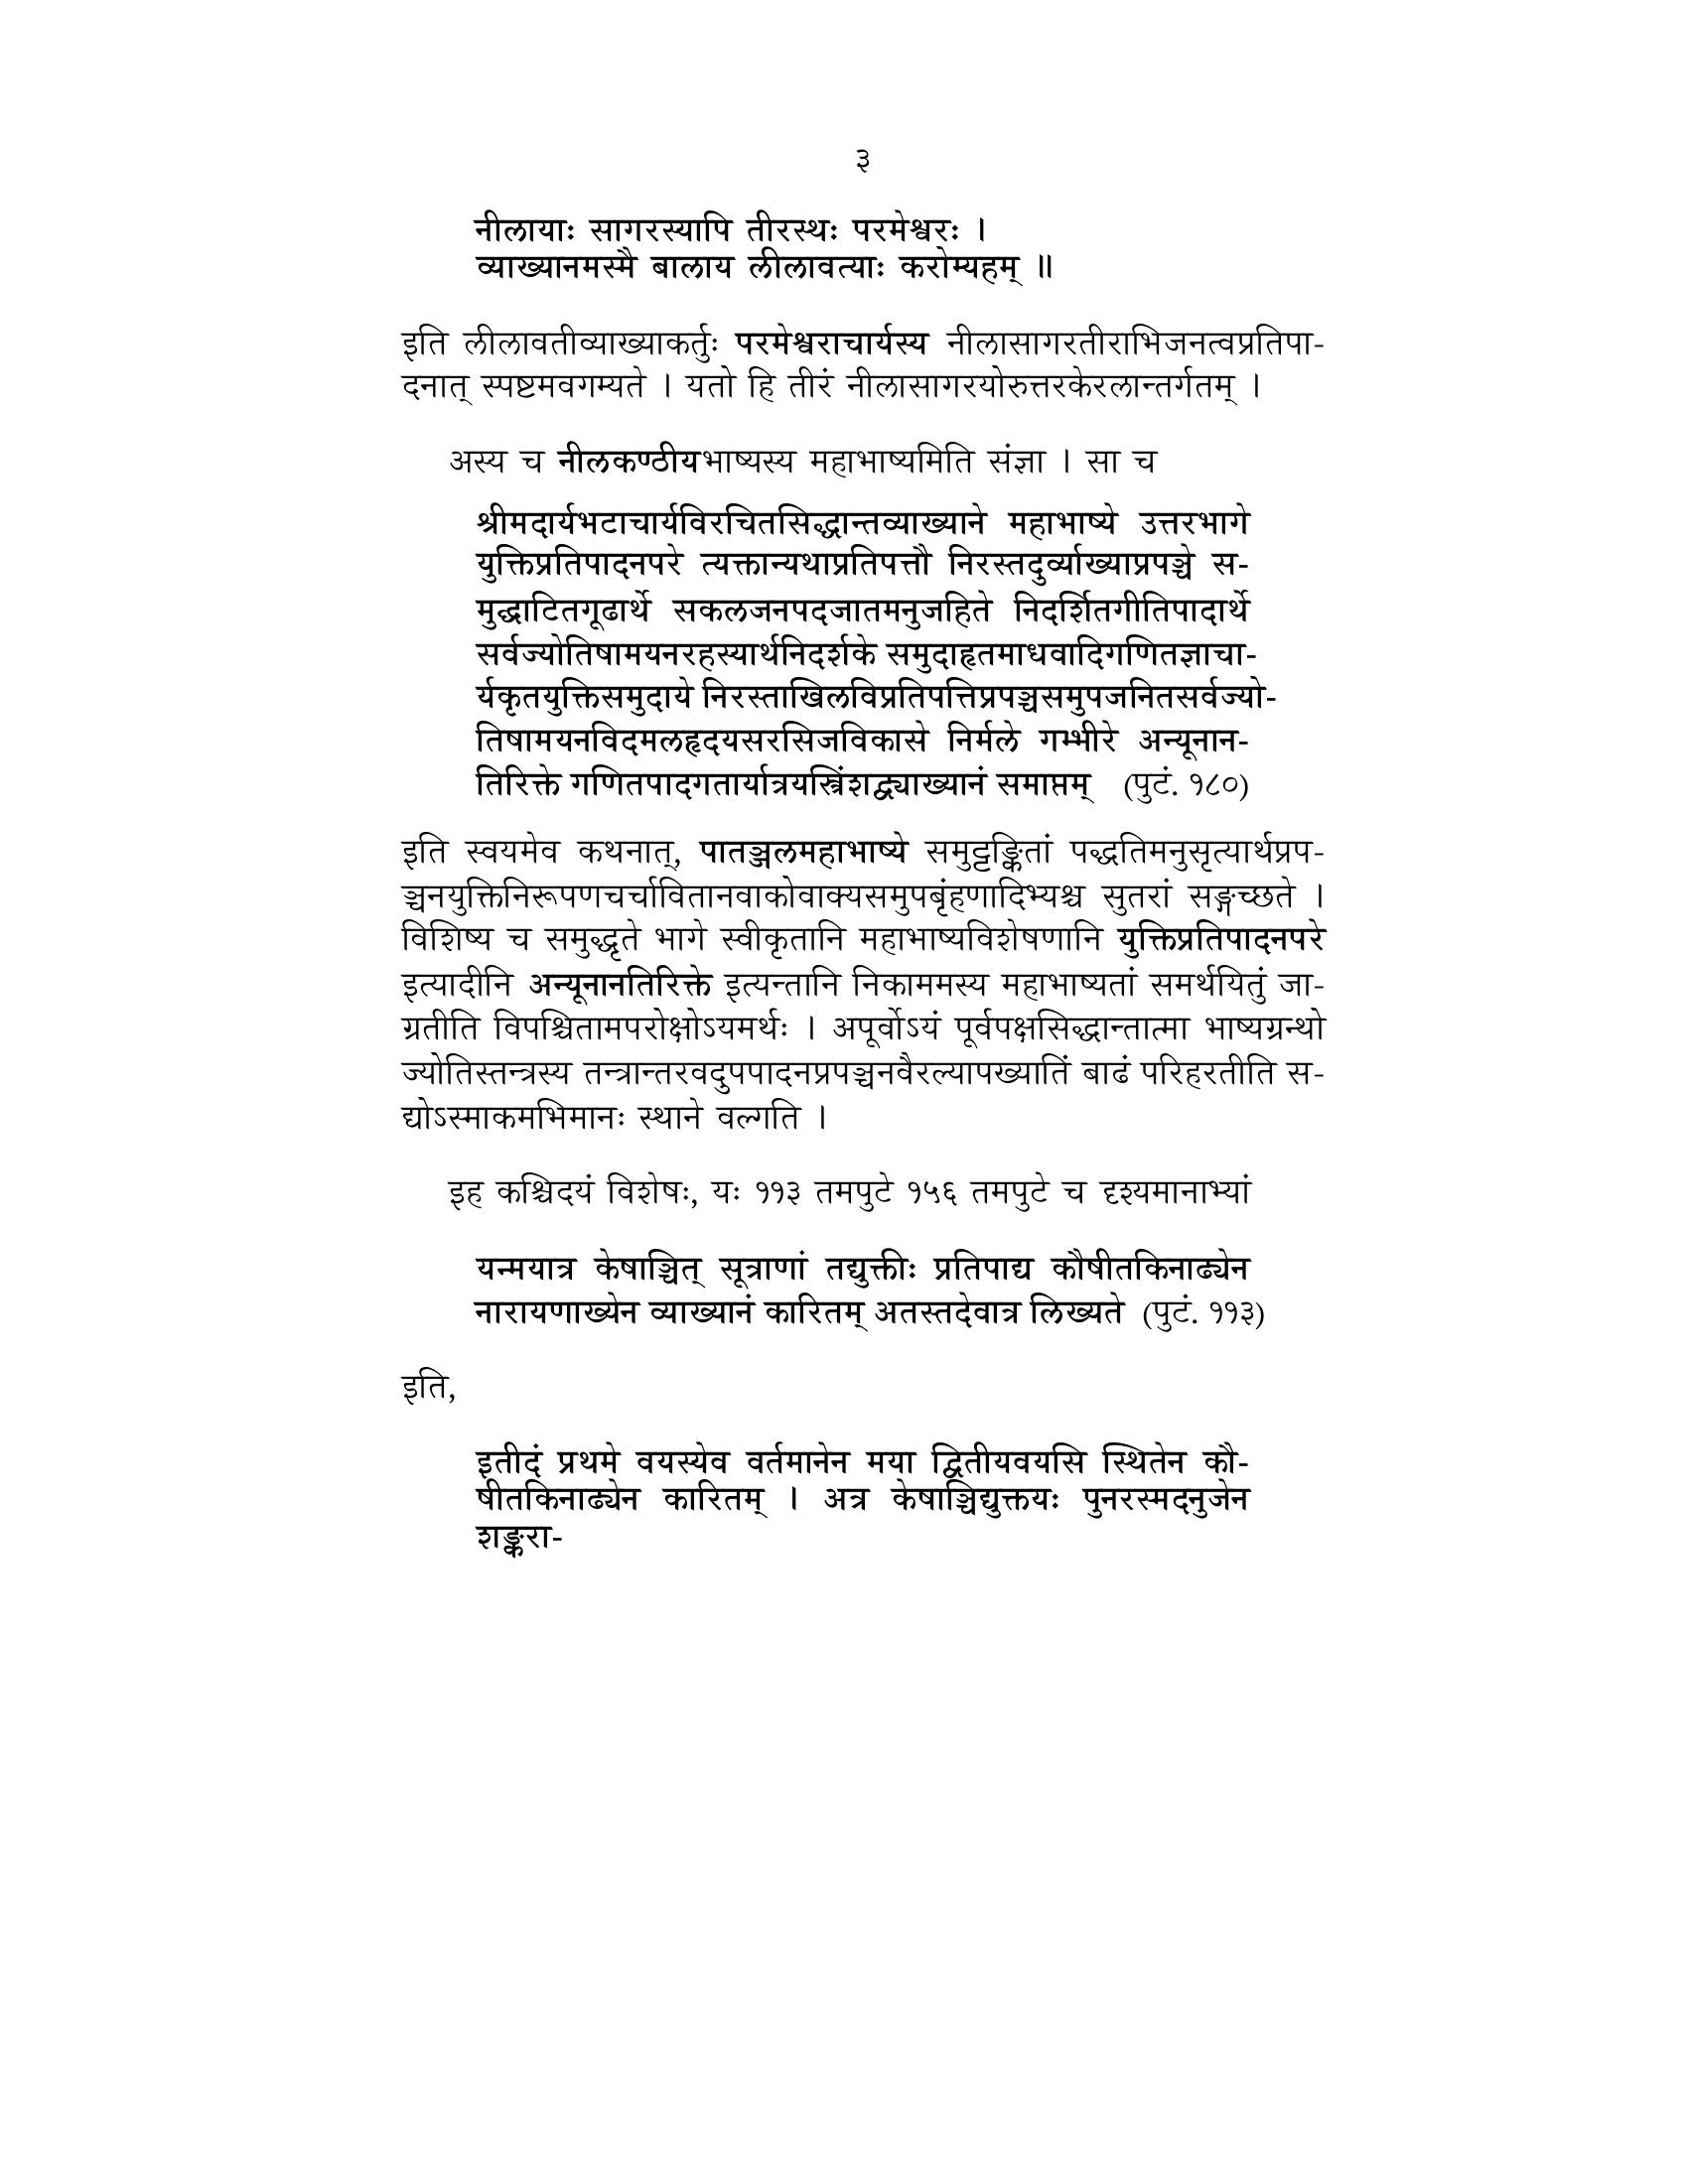 ३
नीलायाः सागरस्यापि तीरस्थः परमेश्वरः ।
व्याख्यानमस्मै बालाय लीलावत्याः करोम्यहम् ॥
इति लीलावतीव्याख्याकर्तुः परमेश्वराचार्यस्य नीलासागरतीराभिजनत्वप्रतिपा-
दनात् स्पष्टमवगम्यते । यतो हि तीरं नीलासागरयोरुत्तरकेरलान्तर्गतम् ।
अस्य च नीलकण्ठीयभाष्यस्य महाभाष्यमिति संज्ञा । सा च
श्रीमदार्यभटाचार्यविरचितसिद्धान्तव्याख्याने महाभाष्ये उत्तरभागे
युक्तिप्रतिपादनपरे त्यक्तान्यथाप्रतिपत्तौ निरस्तदुर्व्याख्याप्रपञ्चे स-
मुद्घाटितगूढार्थे सकलजनपदजातमनुजहिते निदर्शितगीतिपादार्थे
सर्वज्योतिषामयनरहस्यार्थनिदर्शके समुदाहृतमाधवादिगणितज्ञाचा-
र्यकृतयुक्तिसमुदाये निरस्ताखिलविप्रतिपत्तिप्रपञ्चसमुपजनितसर्वज्यो-
तिषामयनविदमलहृदयसरसिजविकासे निर्मले गम्भीरे अन्यूनान-
तिरिक्ते गणितपादगतार्यात्रयस्त्रिंशद्व्याख्यानं समाप्तम् (पुटं. १८०)
इति स्वयमेव कथनात्, पातञ्जलमहाभाष्ये समुट्टङ्कितां पद्धतिमनुसृत्यार्थप्रप-
ञ्चनयुक्तिनिरूपणचर्चावितानवाकोवाक्यसमुपबृंहणादिभ्यश्च सुतरां सङ्गच्छते ।
विशिष्य च समुद्धृते भागे स्वीकृतानि महाभाष्यविशेषणानि युक्तिप्रतिपादनपरे
इत्यादीनि अन्यूनानतिरिक्ते इत्यन्तानि निकाममस्य महाभाष्यतां समर्थयितुं जा-
ग्रतीति विपश्चितामपरोक्षोऽयमर्थः । अपूर्वोऽयं पूर्वपक्षसिद्धान्तात्मा भाष्यग्रन्थो
ज्योतिस्तन्त्रस्य तन्त्रान्तरवदुपपादनप्रपञ्चनवैरल्यापख्यातिं बाढं परिहरतीति स-
द्योऽस्माकमभिमानः स्थाने वल्गति ।
इह कश्चिदयं विशेषः, यः ११३ तमपुटे १५६ तमपुटे च दृश्यमानाभ्यां
यन्मयात्र केषाञ्चित् सूत्राणां तद्युक्तीः प्रतिपाद्य कौषीतकिनाढ्येन
नारायणाख्येन व्याख्यानं कारितम् अतस्तदेवात्र लिख्यते (पुटं. ११३)
इति,
इतीदं प्रथमे वयस्येव वर्तमानेन मया द्वितीयवयसि स्थितेन कौ-
षीतकिनाढ्येन कारितम् । अत्र केषाञ्चिद्युक्तयः पुनरस्मदनुजेन
शङ्करा-